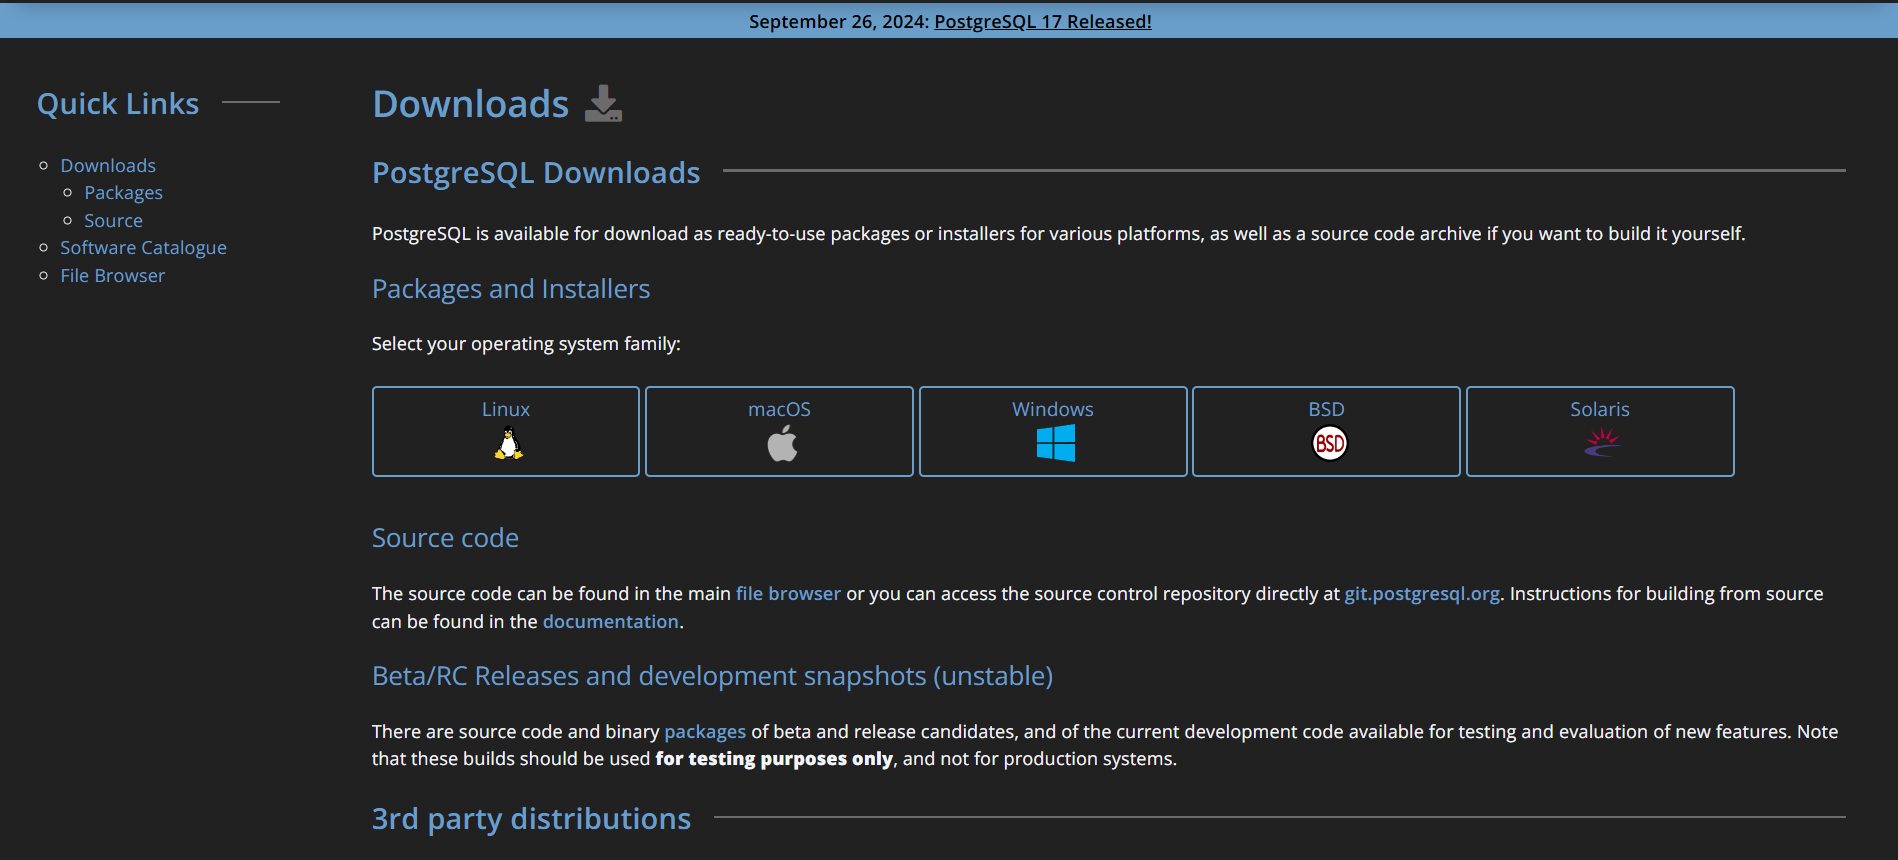 September 26, 2024: PostgreSQL 17 Released!
Quick Links
Downloads
Packages
Source
Software Catalogue
File Browser
Downloads
PostgreSQL Downloads
PostgreSQL is available for download as ready-to-use packages or installers for various platforms, as well as a source code archive if you want to build it yourself.
Packages and Installers
Select your operating system family:
Linux
macOS
Windows
BSD
BSD
Solaris
Source code
The source code can be found in the main file browser or you can access the source control repository directly at git.postgresql.org. Instructions for building from source
can be found in the documentation.
Beta/RC Releases and development snapshots (unstable)
There are source code and binary packages of beta and release candidates, and of the current development code available for testing and evaluation of new features. Note
that these builds should be used for testing purposes only, and not for production systems.
3rd party distributions